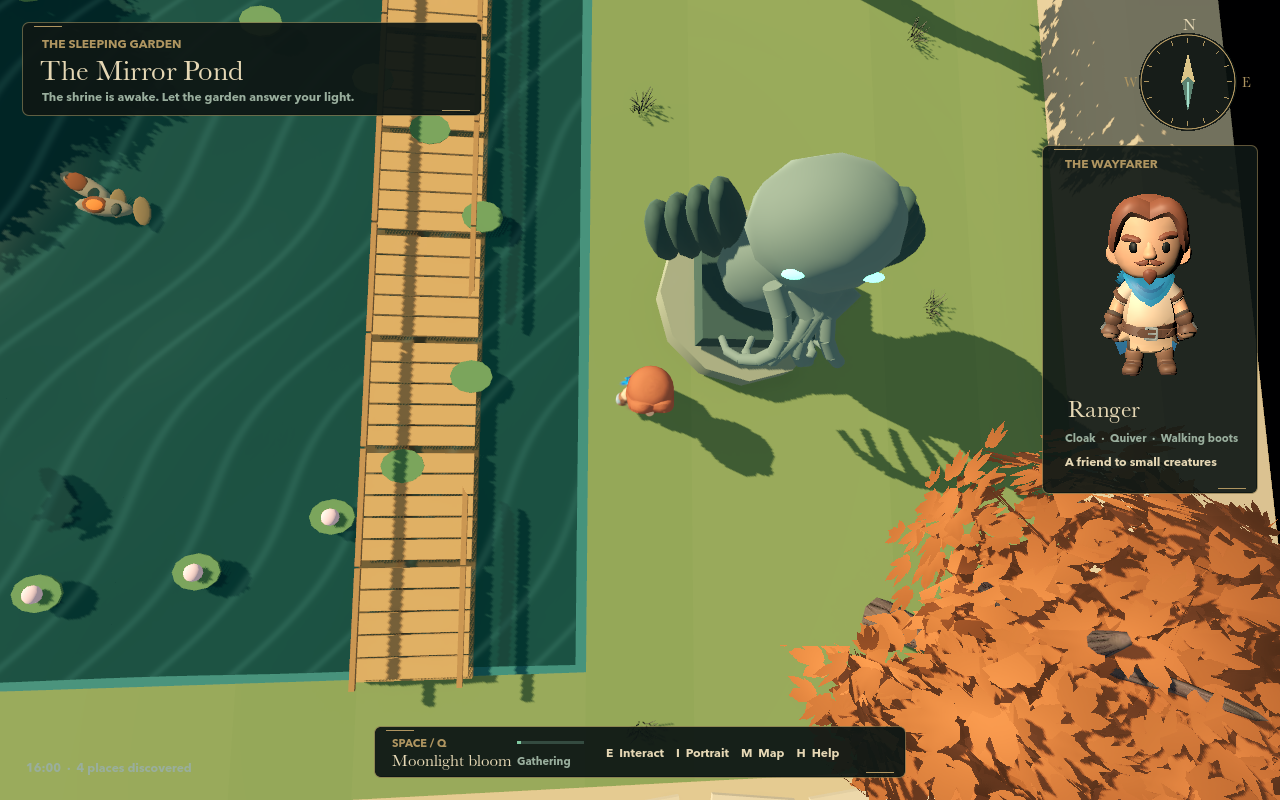 THE SLEEPING GARDEN
The Mirror Pond
The shrine is awake. Let the garden answer your light.
N
W
E
THE WAYFARER
Ranger
Cloak · Quiver · Walking boots
A friend to small creatures
SPACE / Q
Moonlight bloom Gathering
E Interact I Portrait M Map H Help
16:00 · 4 places discovered